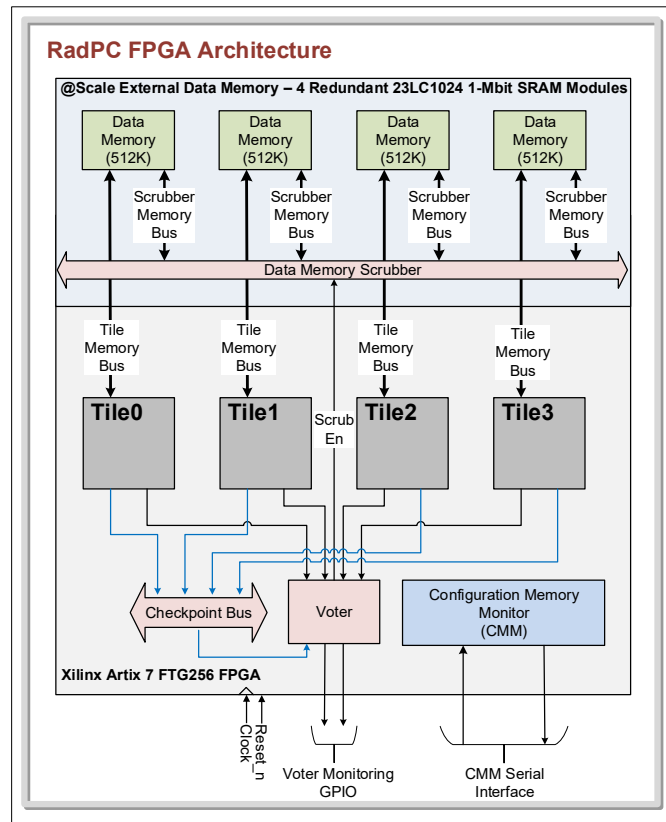 RadPC FPGA Architecture
@Scale External Data Memory – 4 Redundant 23LC1024 1-Mbit SRAM Modules
Data
Memory
(512K)
Data
Memory
(512K)
Data
Memory
(512K)
Data
Memory
(512K)
Scrubber
Memory
Bus
Scrubber
Memory
Bus
Scrubber
Memory
Bus
Scrubber
Memory
Bus
Data Memory Scrubber
Tile
Memory
Bus
Tile
Memory
Bus
Tile
Memory
Bus
Tile
Memory
Bus
Tile0
Tile1
Scrub
En
Tile2
Tile3
Checkpoint Bus
Voter
Configuration Memory
Monitor
(CMM)
Xilinx Artix 7 FTG256 FPGA
Clock
Reset_n
Voter Monitoring
GPIO
CMM Serial
Interface